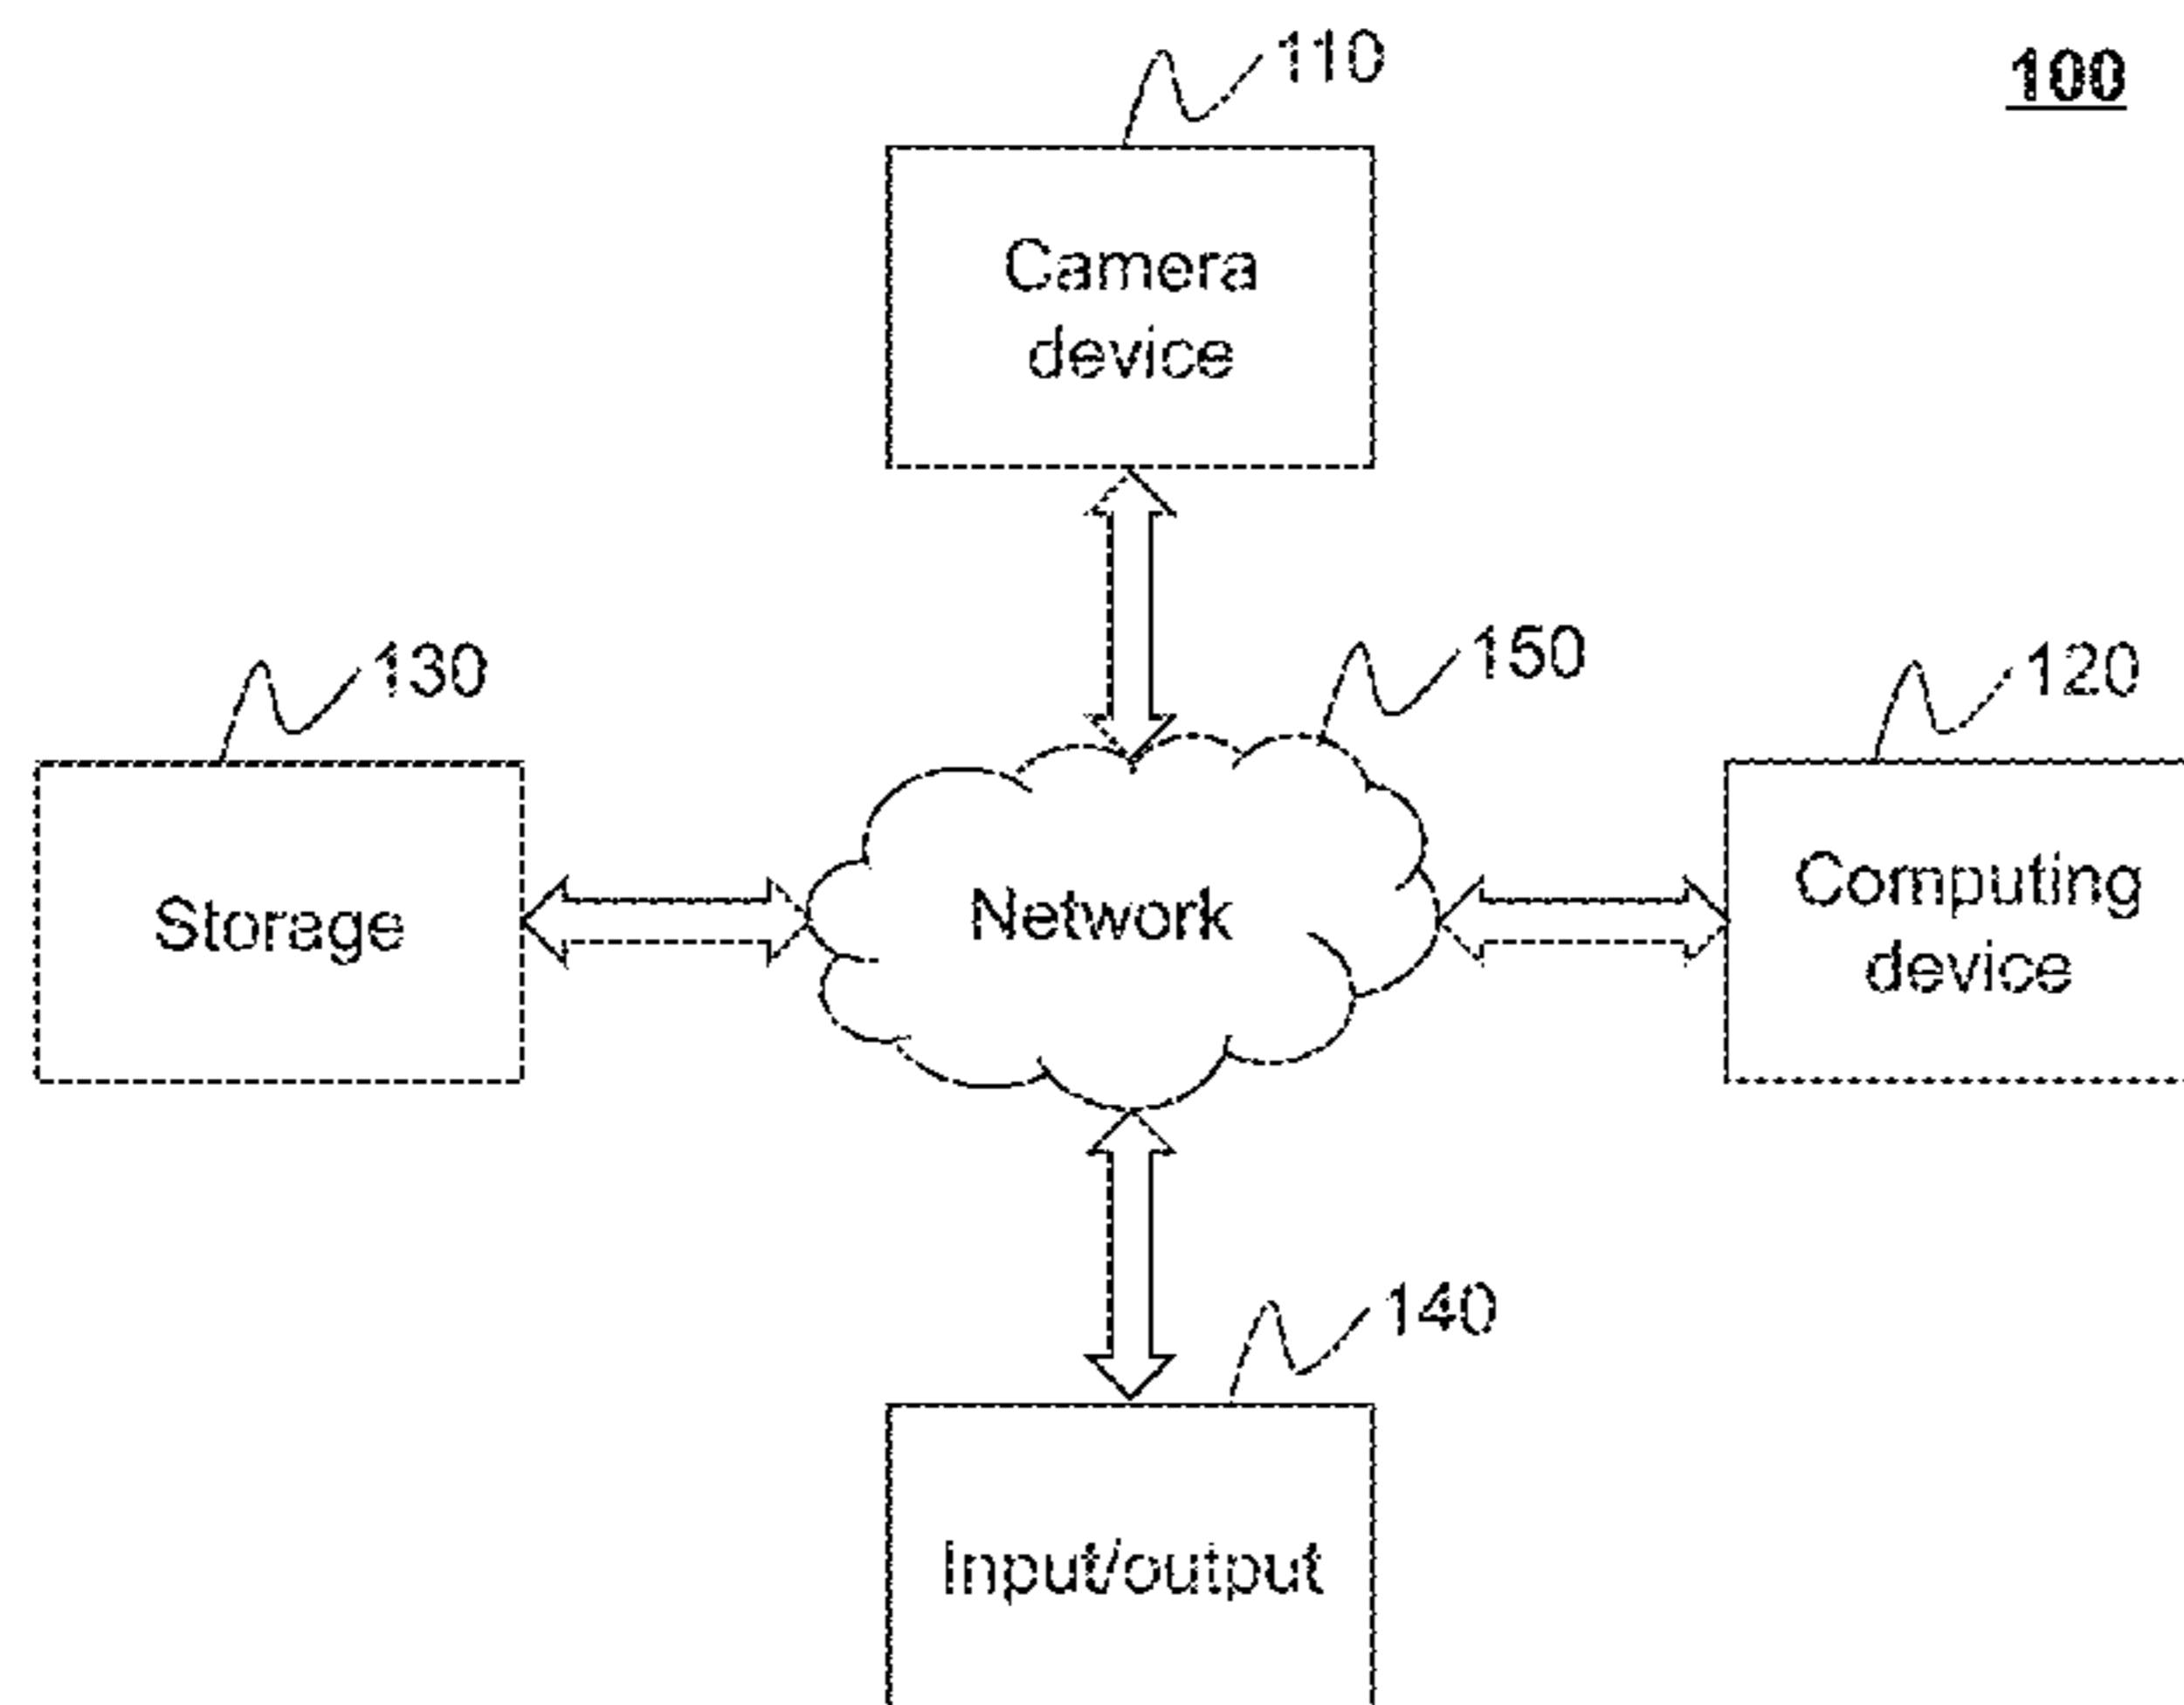 110
100
Camera
device
130
150
120
Storage
Network
Computing
device
140
Input/output